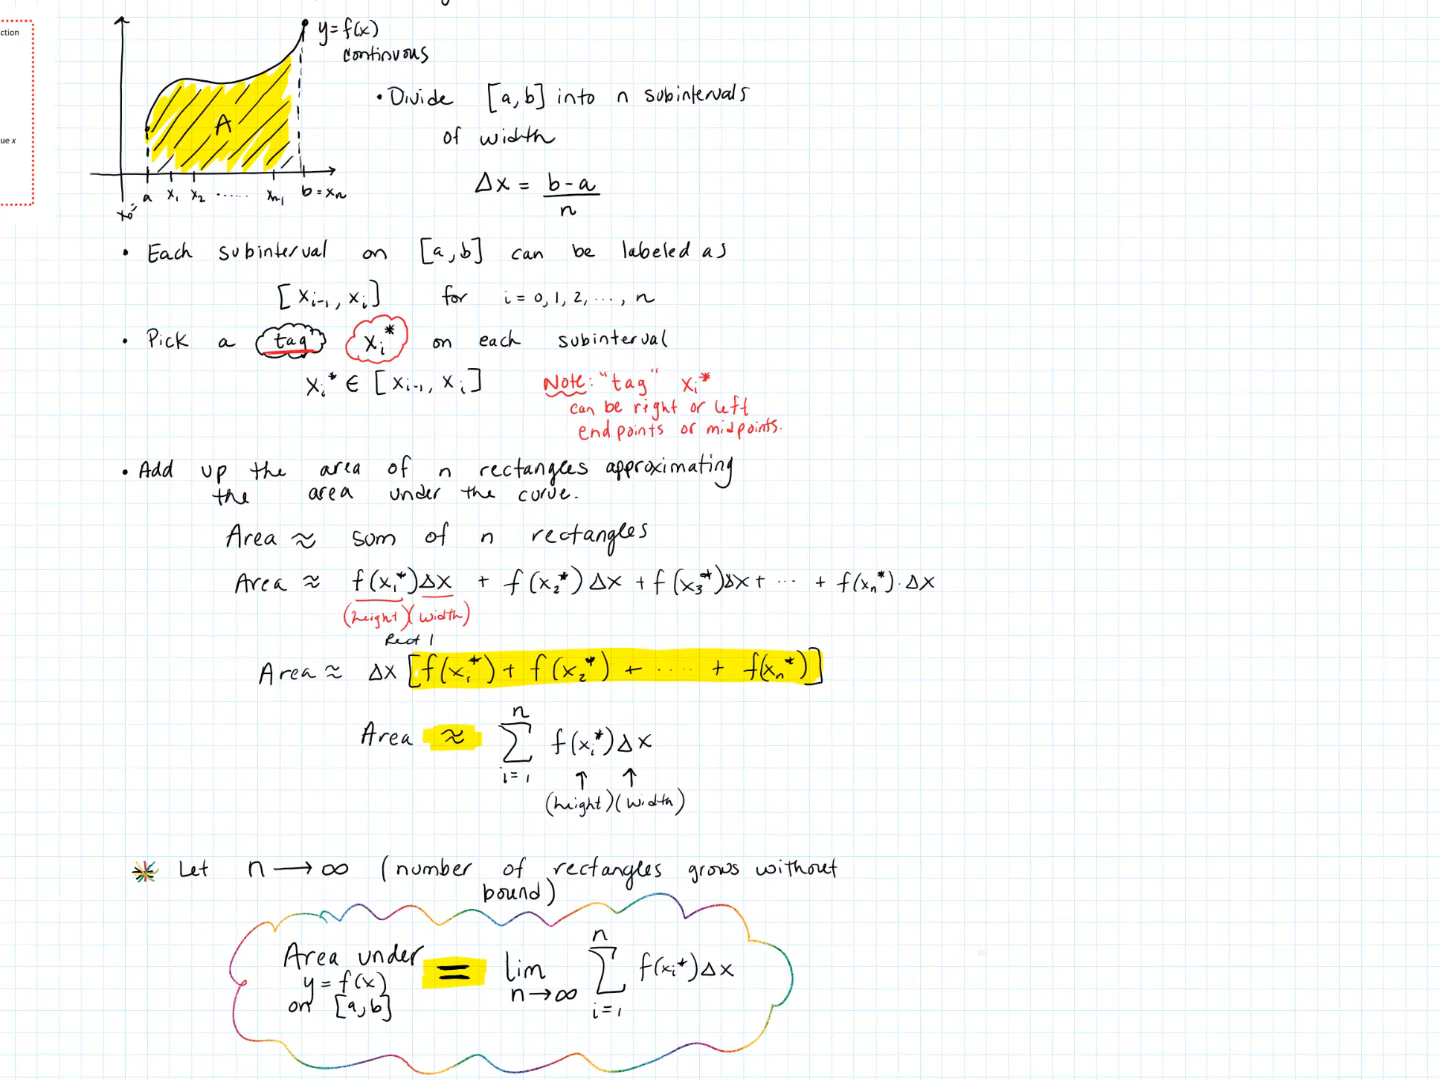 ction
ue x
y = f(x)
continuous
A
a x₁ x₂ ...... xₙ₋₁ b = xₙ
x₀=
• Divide [a, b] into n subintervals
of width
Δx = (b - a)/n
• Each subinterval on [a, b] can be labeled as
[xᵢ₋₁, xᵢ] for i = 0, 1, 2, ..., n
• Pick a tag xᵢ* on each subinterval
xᵢ* ∈ [xᵢ₋₁, xᵢ]
Note: "tag" xᵢ*
can be right or left
endpoints or midpoints.
• Add up the area of n rectangles approximating
the area under the curve.
Area ≈ sum of n rectangles
Area ≈ f(x₁*)Δx + f(x₂*)Δx + f(x₃*)Δx + ... + f(xₙ*)·Δx
(height)(width)
Rect 1
Area ≈ Δx [f(x₁*) + f(x₂*) + ..... + f(xₙ*)]
n
Area ≈ Σ f(xᵢ*)Δx
i=1 ↑ ↑
(height)(width)
* Let n → ∞ (number of rectangles grows without
bound)
Area under
y = f(x)
on [a, b]
=
n
lim Σ f(xᵢ*)Δx
n→∞ i=1